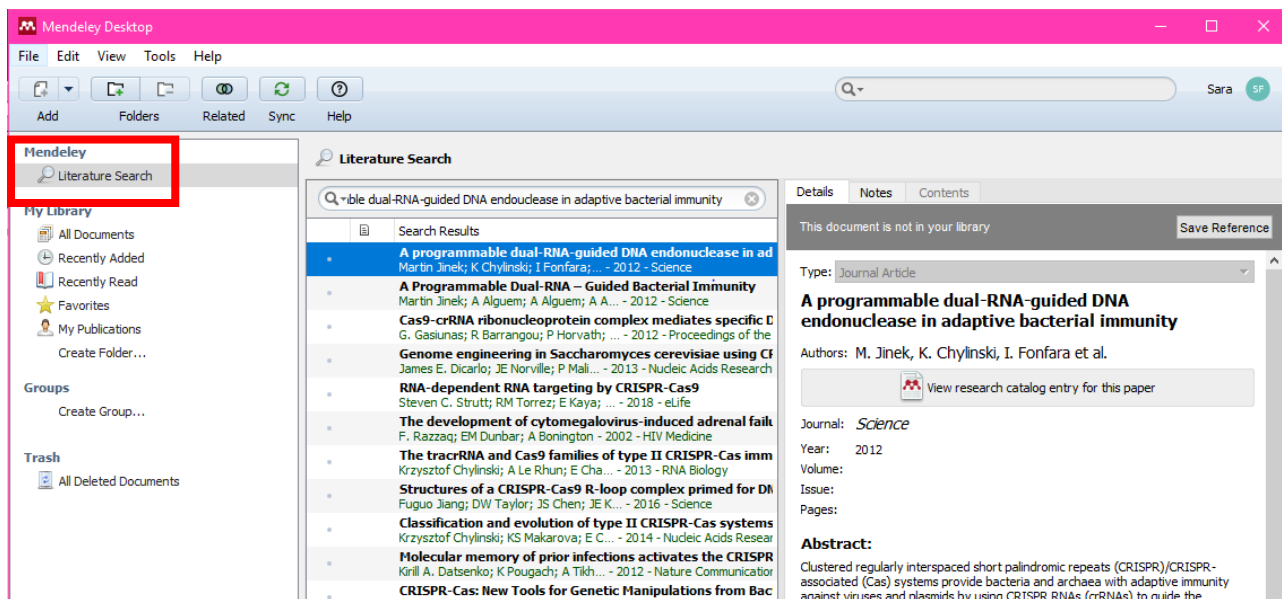 Mendeley Desktop
File Edit View Tools Help
Sara SF
Add Folders Related Sync Help
Mendeley
Literature Search
My Library
All Documents
Recently Added
Recently Read
Favorites
My Publications
Create Folder...
Groups
Create Group...
Trash
All Deleted Documents
Literature Search
ible dual-RNA-guided DNA endouclease in adaptive bacterial immunity
Search Results
A programmable dual-RNA-guided DNA endonuclease in ad
Martin Jinek; K Chylinski; I Fonfara;... - 2012 - Science
A Programmable Dual-RNA – Guided Bacterial Immunity
Martin Jinek; A Alguem; A Alguem; A A... - 2012 - Science
Cas9-crRNA ribonucleoprotein complex mediates specific D
G. Gasiunas; R Barrangou; P Horvath; ... - 2012 - Proceedings of the
Genome engineering in Saccharomyces cerevisiae using CF
James E. Dicarlo; JE Norville; P Mali... - 2013 - Nucleic Acids Research
RNA-dependent RNA targeting by CRISPR-Cas9
Steven C. Strutt; RM Torrez; E Kaya; ... - 2018 - eLife
The development of cytomegalovirus-induced adrenal failu
F. Razzaq; EM Dunbar; A Bonington - 2002 - HIV Medicine
The tracrRNA and Cas9 families of type II CRISPR-Cas imm
Krzysztof Chylinski; A Le Rhun; E Cha... - 2013 - RNA Biology
Structures of a CRISPR-Cas9 R-loop complex primed for DN
Fuguo Jiang; DW Taylor; JS Chen; JE K... - 2016 - Science
Classification and evolution of type II CRISPR-Cas systems
Krzysztof Chylinski; KS Makarova; E C... - 2014 - Nucleic Acids Resear
Molecular memory of prior infections activates the CRISPR
Kirill A. Datsenko; K Pougach; A Tikh... - 2012 - Nature Communication
CRISPR-Cas: New Tools for Genetic Manipulations from Bac
Details Notes Contents
This document is not in your library Save Reference
Type: Journal Article
A programmable dual-RNA-guided DNA
endonuclease in adaptive bacterial immunity
Authors: M. Jinek, K. Chylinski, I. Fonfara et al.
View research catalog entry for this paper
Journal: Science
Year: 2012
Volume:
Issue:
Pages:
Abstract:
Clustered regularly interspaced short palindromic repeats (CRISPR)/CRISPR-
associated (Cas) systems provide bacteria and archaea with adaptive immunity
against viruses and plasmids by using CRISPR RNAs (crRNAs) to guide the